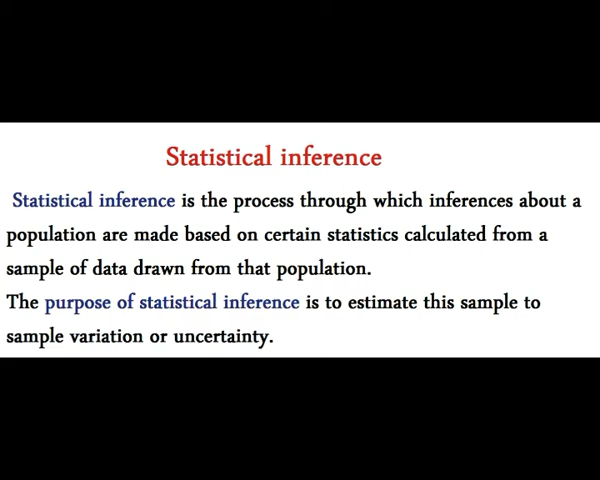 Statistical inference
Statistical inference is the process through which inferences about a
population are made based on certain statistics calculated from a
sample of data drawn from that population.
The purpose of statistical inference is to estimate this sample to
sample variation or uncertainty.